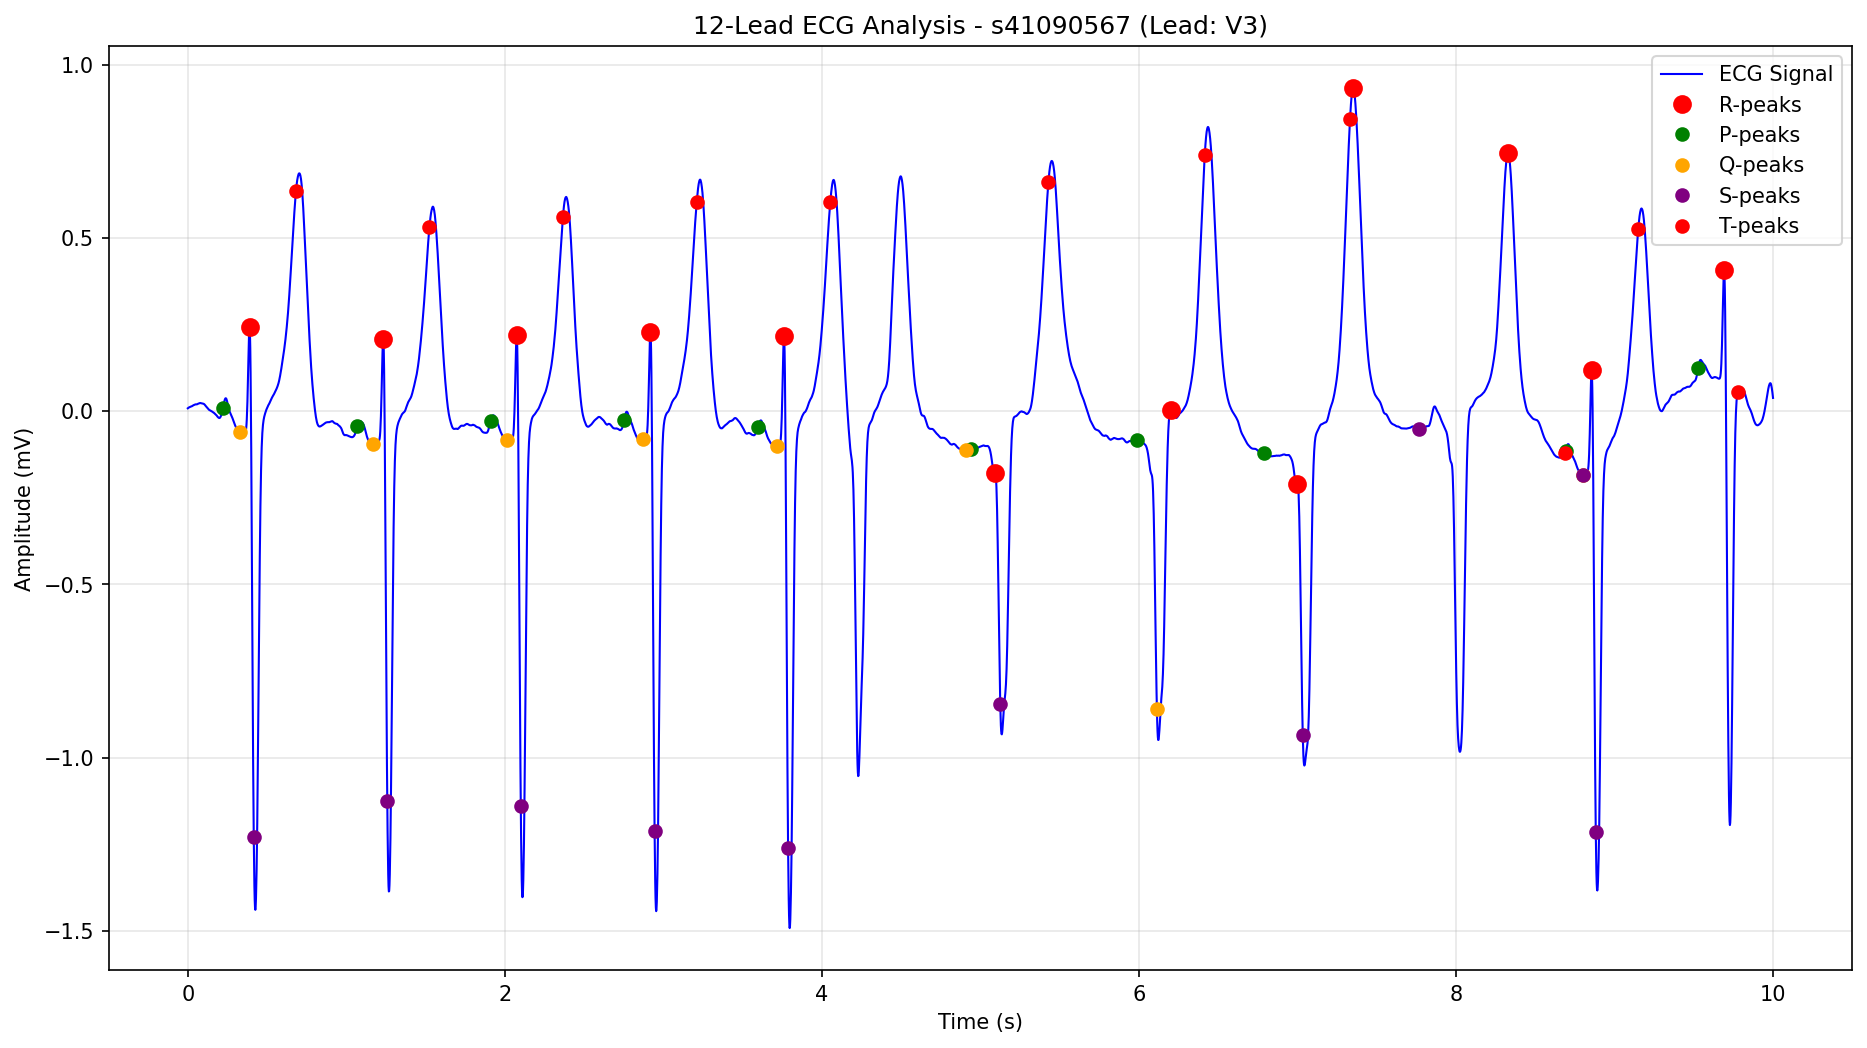 12-Lead ECG Analysis - s41090567 (Lead: V3)
ECG Signal
R-peaks
P-peaks
Q-peaks
S-peaks
T-peaks
1.0
0.5
0.0
−0.5
−1.0
−1.5
Amplitude (mV)
0 2 4 6 8 10
Time (s)